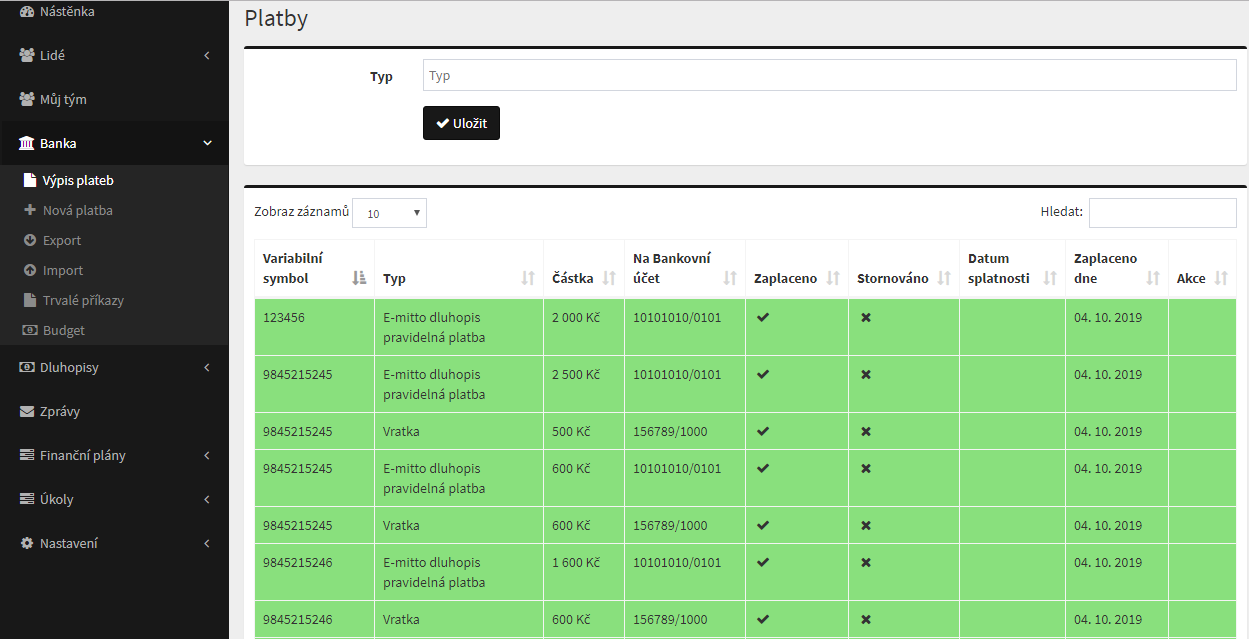 Nástěnka
Lidé
Můj tým
Banka
Výpis plateb
Nová platba
Export
Import
Trvalé příkazy
Budget
Dluhopisy
Zprávy
Finanční plány
Úkoly
Nastavení
Platby
Typ Typ
Uložit
Zobraz záznamů 10 Hledat:
Variabilní symbol Typ Částka Na Bankovní účet Zaplaceno Stornováno Datum splatnosti Zaplaceno dne Akce
123456 E-mitto dluhopis pravidelná platba 2 000 Kč 10101010/0101 04. 10. 2019
9845215245 E-mitto dluhopis pravidelná platba 2 500 Kč 10101010/0101 04. 10. 2019
9845215245 Vratka 500 Kč 156789/1000 04. 10. 2019
9845215245 E-mitto dluhopis pravidelná platba 600 Kč 10101010/0101 04. 10. 2019
9845215245 Vratka 600 Kč 156789/1000 04. 10. 2019
9845215246 E-mitto dluhopis pravidelná platba 1 600 Kč 10101010/0101 04. 10. 2019
9845215246 Vratka 600 Kč 156789/1000 04. 10. 2019